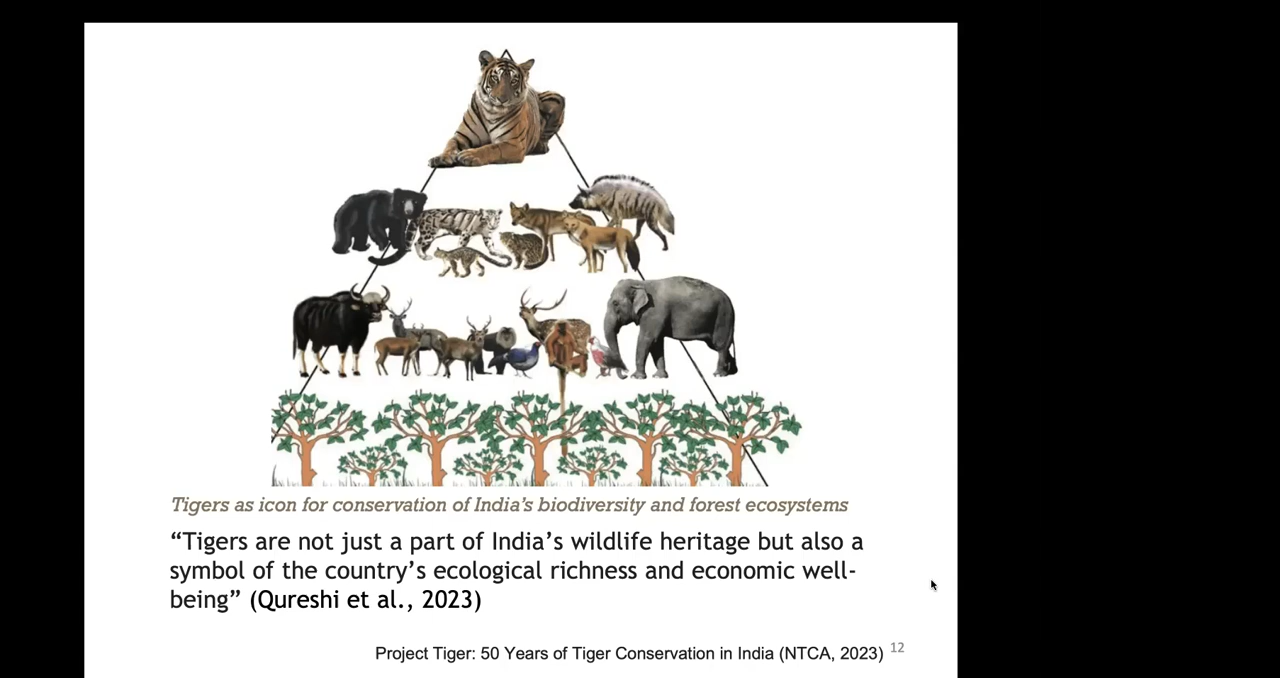 Tigers as icon for conservation of India’s biodiversity and forest ecosystems
“Tigers are not just a part of India’s wildlife heritage but also a
symbol of the country’s ecological richness and economic well-
being” (Qureshi et al., 2023)
Project Tiger: 50 Years of Tiger Conservation in India (NTCA, 2023) 12